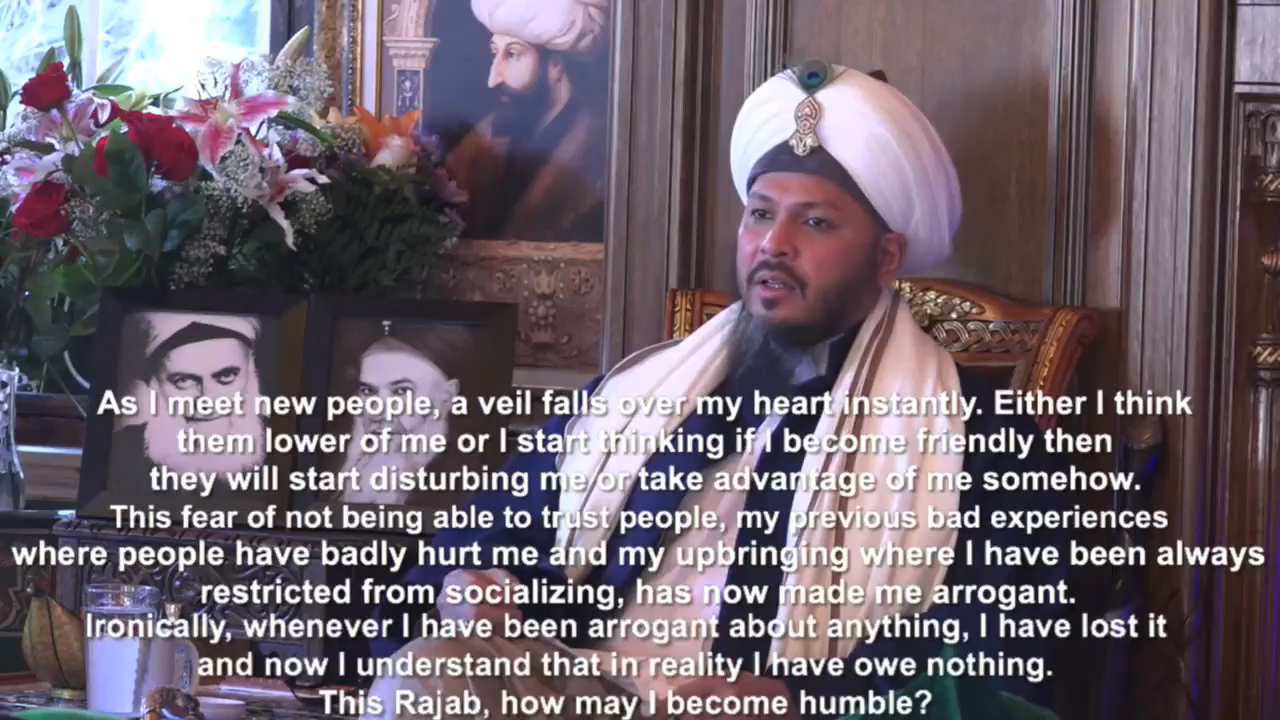 As I meet new people, a veil falls over my heart instantly. Either I think
them lower of me or I start thinking if I become friendly then
they will start disturbing me or take advantage of me somehow.
This fear of not being able to trust people, my previous bad experiences
where people have badly hurt me and my upbringing where I have been always
restricted from socializing, has now made me arrogant.
Ironically, whenever I have been arrogant about anything, I have lost it
and now I understand that in reality I have owe nothing.
This Rajab, how may I become humble?